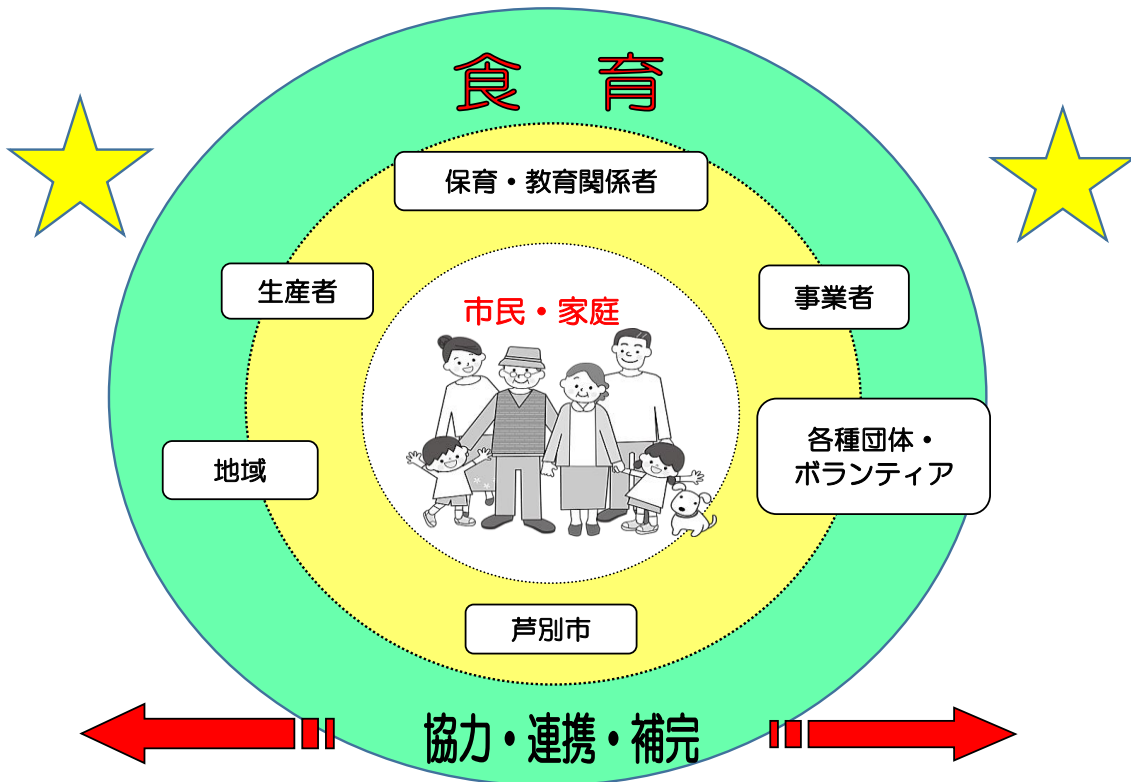 食 育
保育・教育関係者
生産者
事業者
市民・家庭
地域
各種団体・
ボランティア
芦別市
協力・連携・補完